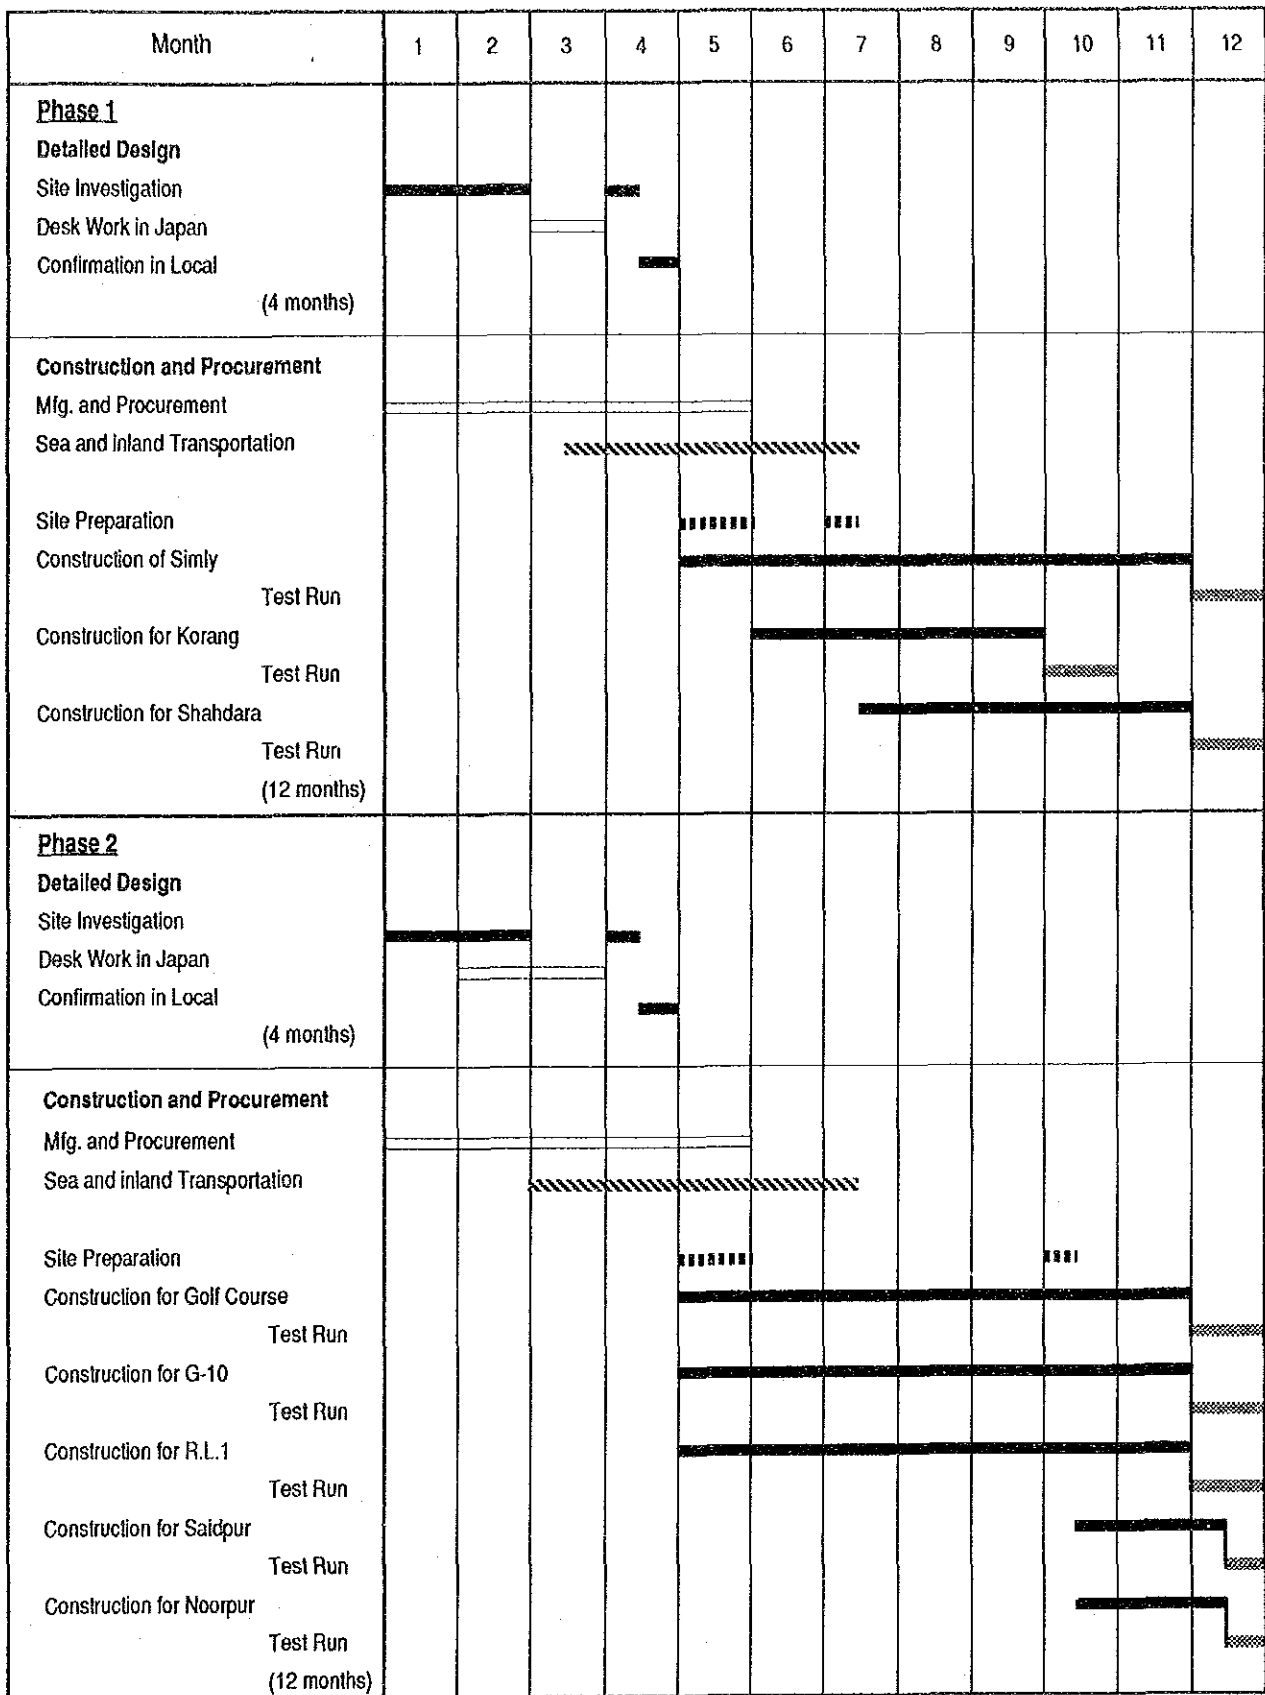 Month 1 2 3 4 5 6 7 8 9 10 11 12
Phase 1
Detailed Design
Site Investigation
Desk Work in Japan
Confirmation in Local
(4 months)
Construction and Procurement
Mfg. and Procurement
Sea and inland Transportation
Site Preparation
Construction of Simly
Test Run
Construction for Korang
Test Run
Construction for Shahdara
Test Run
(12 months)
Phase 2
Detailed Design
Site Investigation
Desk Work in Japan
Confirmation in Local
(4 months)
Construction and Procurement
Mfg. and Procurement
Sea and inland Transportation
Site Preparation
Construction for Golf Course
Test Run
Construction for G-10
Test Run
Construction for R.L.1
Test Run
Construction for Saidpur
Test Run
Construction for Noorpur
Test Run
(12 months)